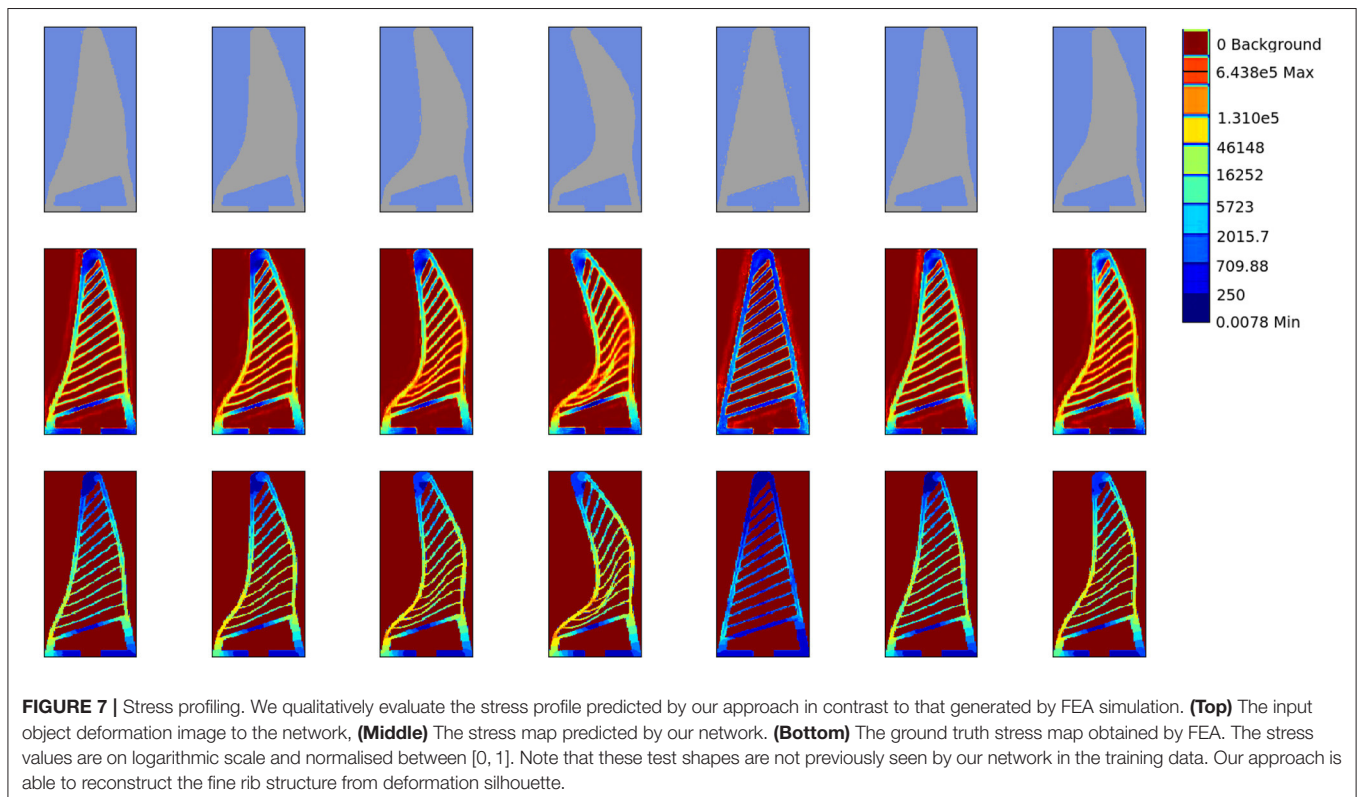 0 Background
6.438e5 Max
1.310e5
46148
16252
5723
2015.7
709.88
250
0.0078 Min
FIGURE 7 | Stress profiling. We qualitatively evaluate the stress profile predicted by our approach in contrast to that generated by FEA simulation. (Top) The input
object deformation image to the network, (Middle) The stress map predicted by our network. (Bottom) The ground truth stress map obtained by FEA. The stress
values are on logarithmic scale and normalised between [0, 1]. Note that these test shapes are not previously seen by our network in the training data. Our approach is
able to reconstruct the fine rib structure from deformation silhouette.